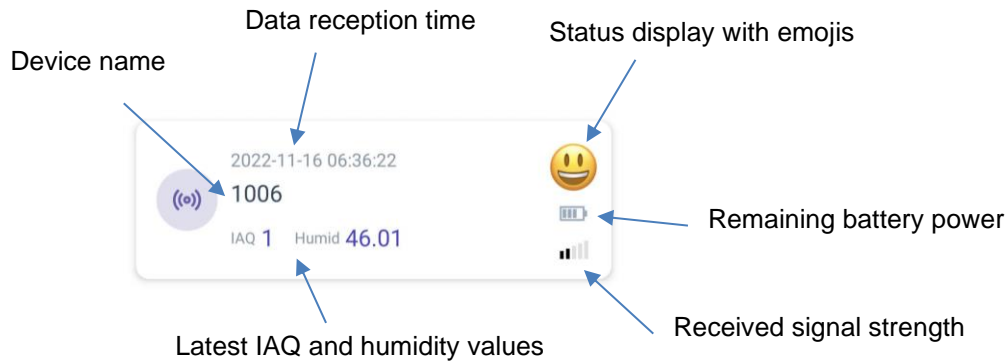 Data reception time
Status display with emojis
Device name
2022-11-16 06:36:22
1006
IAQ 1 Humid 46.01
Remaining battery power
Received signal strength
Latest IAQ and humidity values